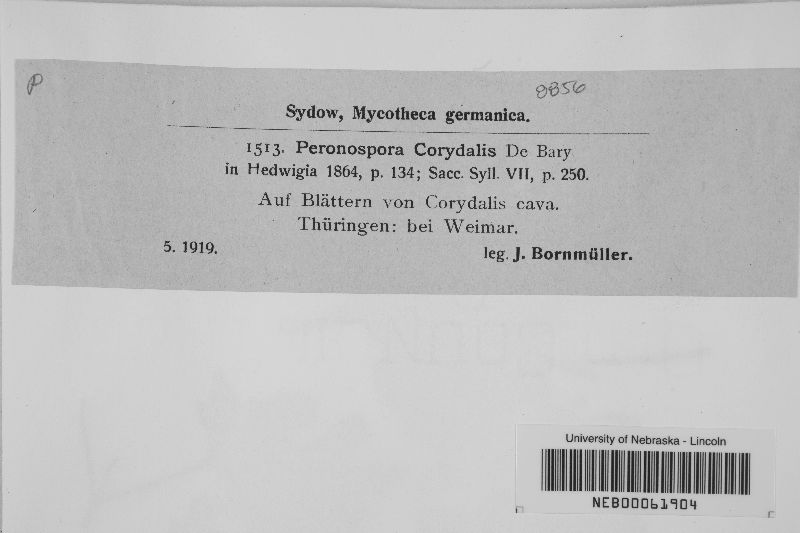 P
8856
Sydow, Mycotheca germanica.
1513. Peronospora Corydalis De Bary
in Hedwigia 1864, p. 134; Sacc. Syll. VII, p. 250.
Auf Blättern von Corydalis cava.
Thüringen: bei Weimar.
5. 1919.
leg. J. Bornmüller.
University of Nebraska - Lincoln
NEB00061904